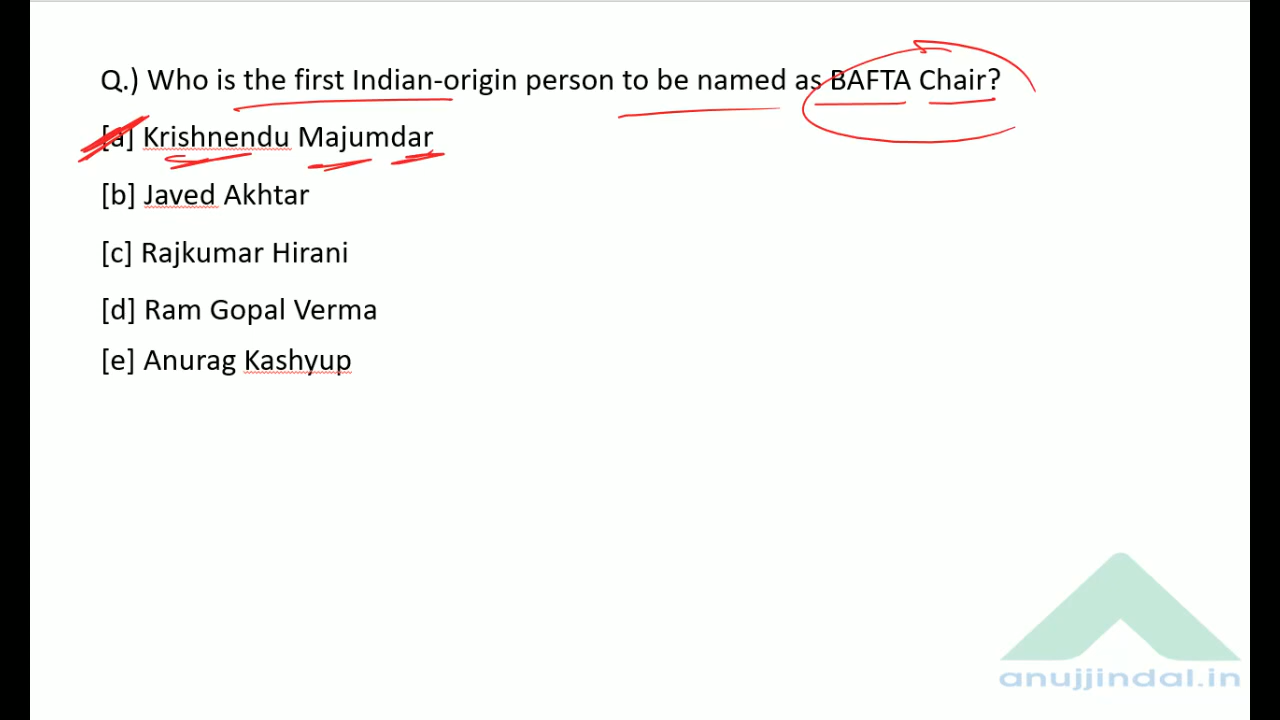 Q.) Who is the first Indian-origin person to be named as BAFTA Chair?
[a] Krishnendu Majumdar
[b] Javed Akhtar
[c] Rajkumar Hirani
[d] Ram Gopal Verma
[e] Anurag Kashyup
anujjindal.in